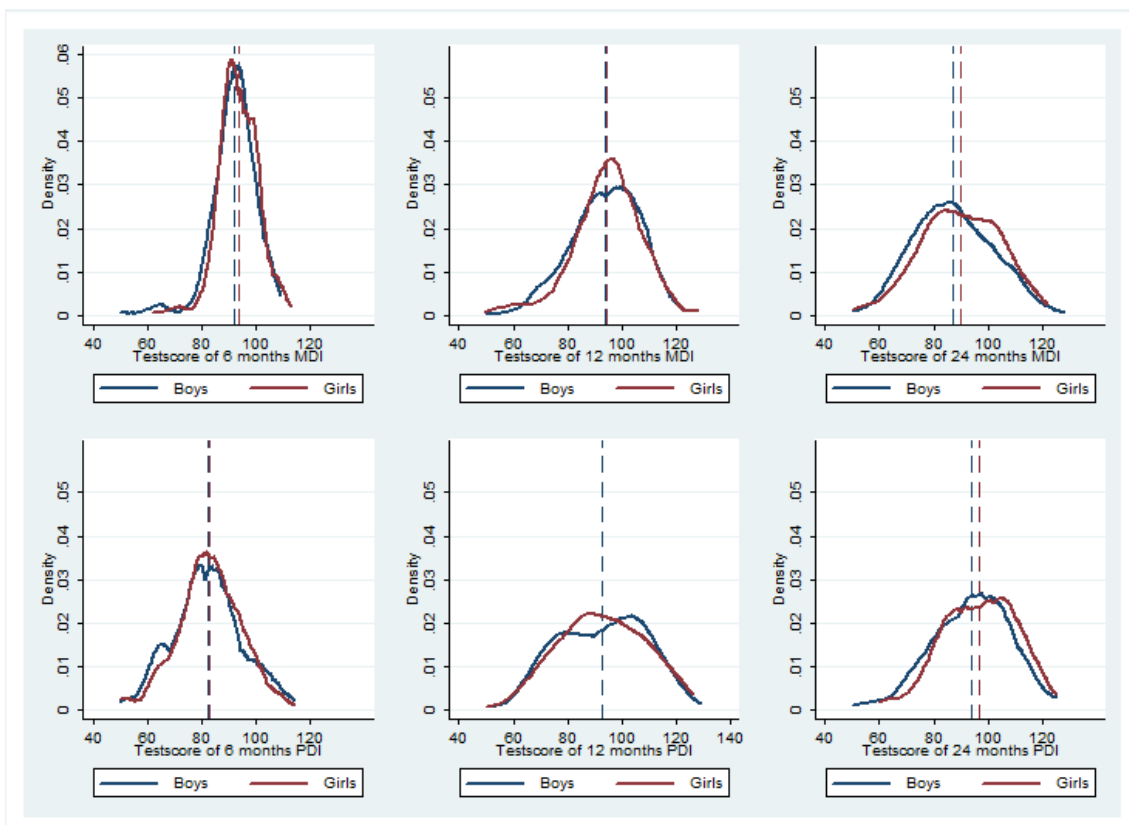 Density
0 .01 .02 .03 .04 .05 .06
40 60 80 100 120
Testscore of 6 months MDI
Boys Girls
Density
0 .01 .02 .03 .04 .05
40 60 80 100 120
Testscore of 12 months MDI
Boys Girls
Density
0 .01 .02 .03 .04 .05
40 60 80 100 120
Testscore of 24 months MDI
Boys Girls
Density
0 .01 .02 .03 .04 .05
40 60 80 100 120
Testscore of 6 months PDI
Boys Girls
Density
0 .01 .02 .03 .04 .05
40 60 80 100 120 140
Testscore of 12 months PDI
Boys Girls
Density
0 .01 .02 .03 .04 .05
40 60 80 100 120
Testscore of 24 months PDI
Boys Girls